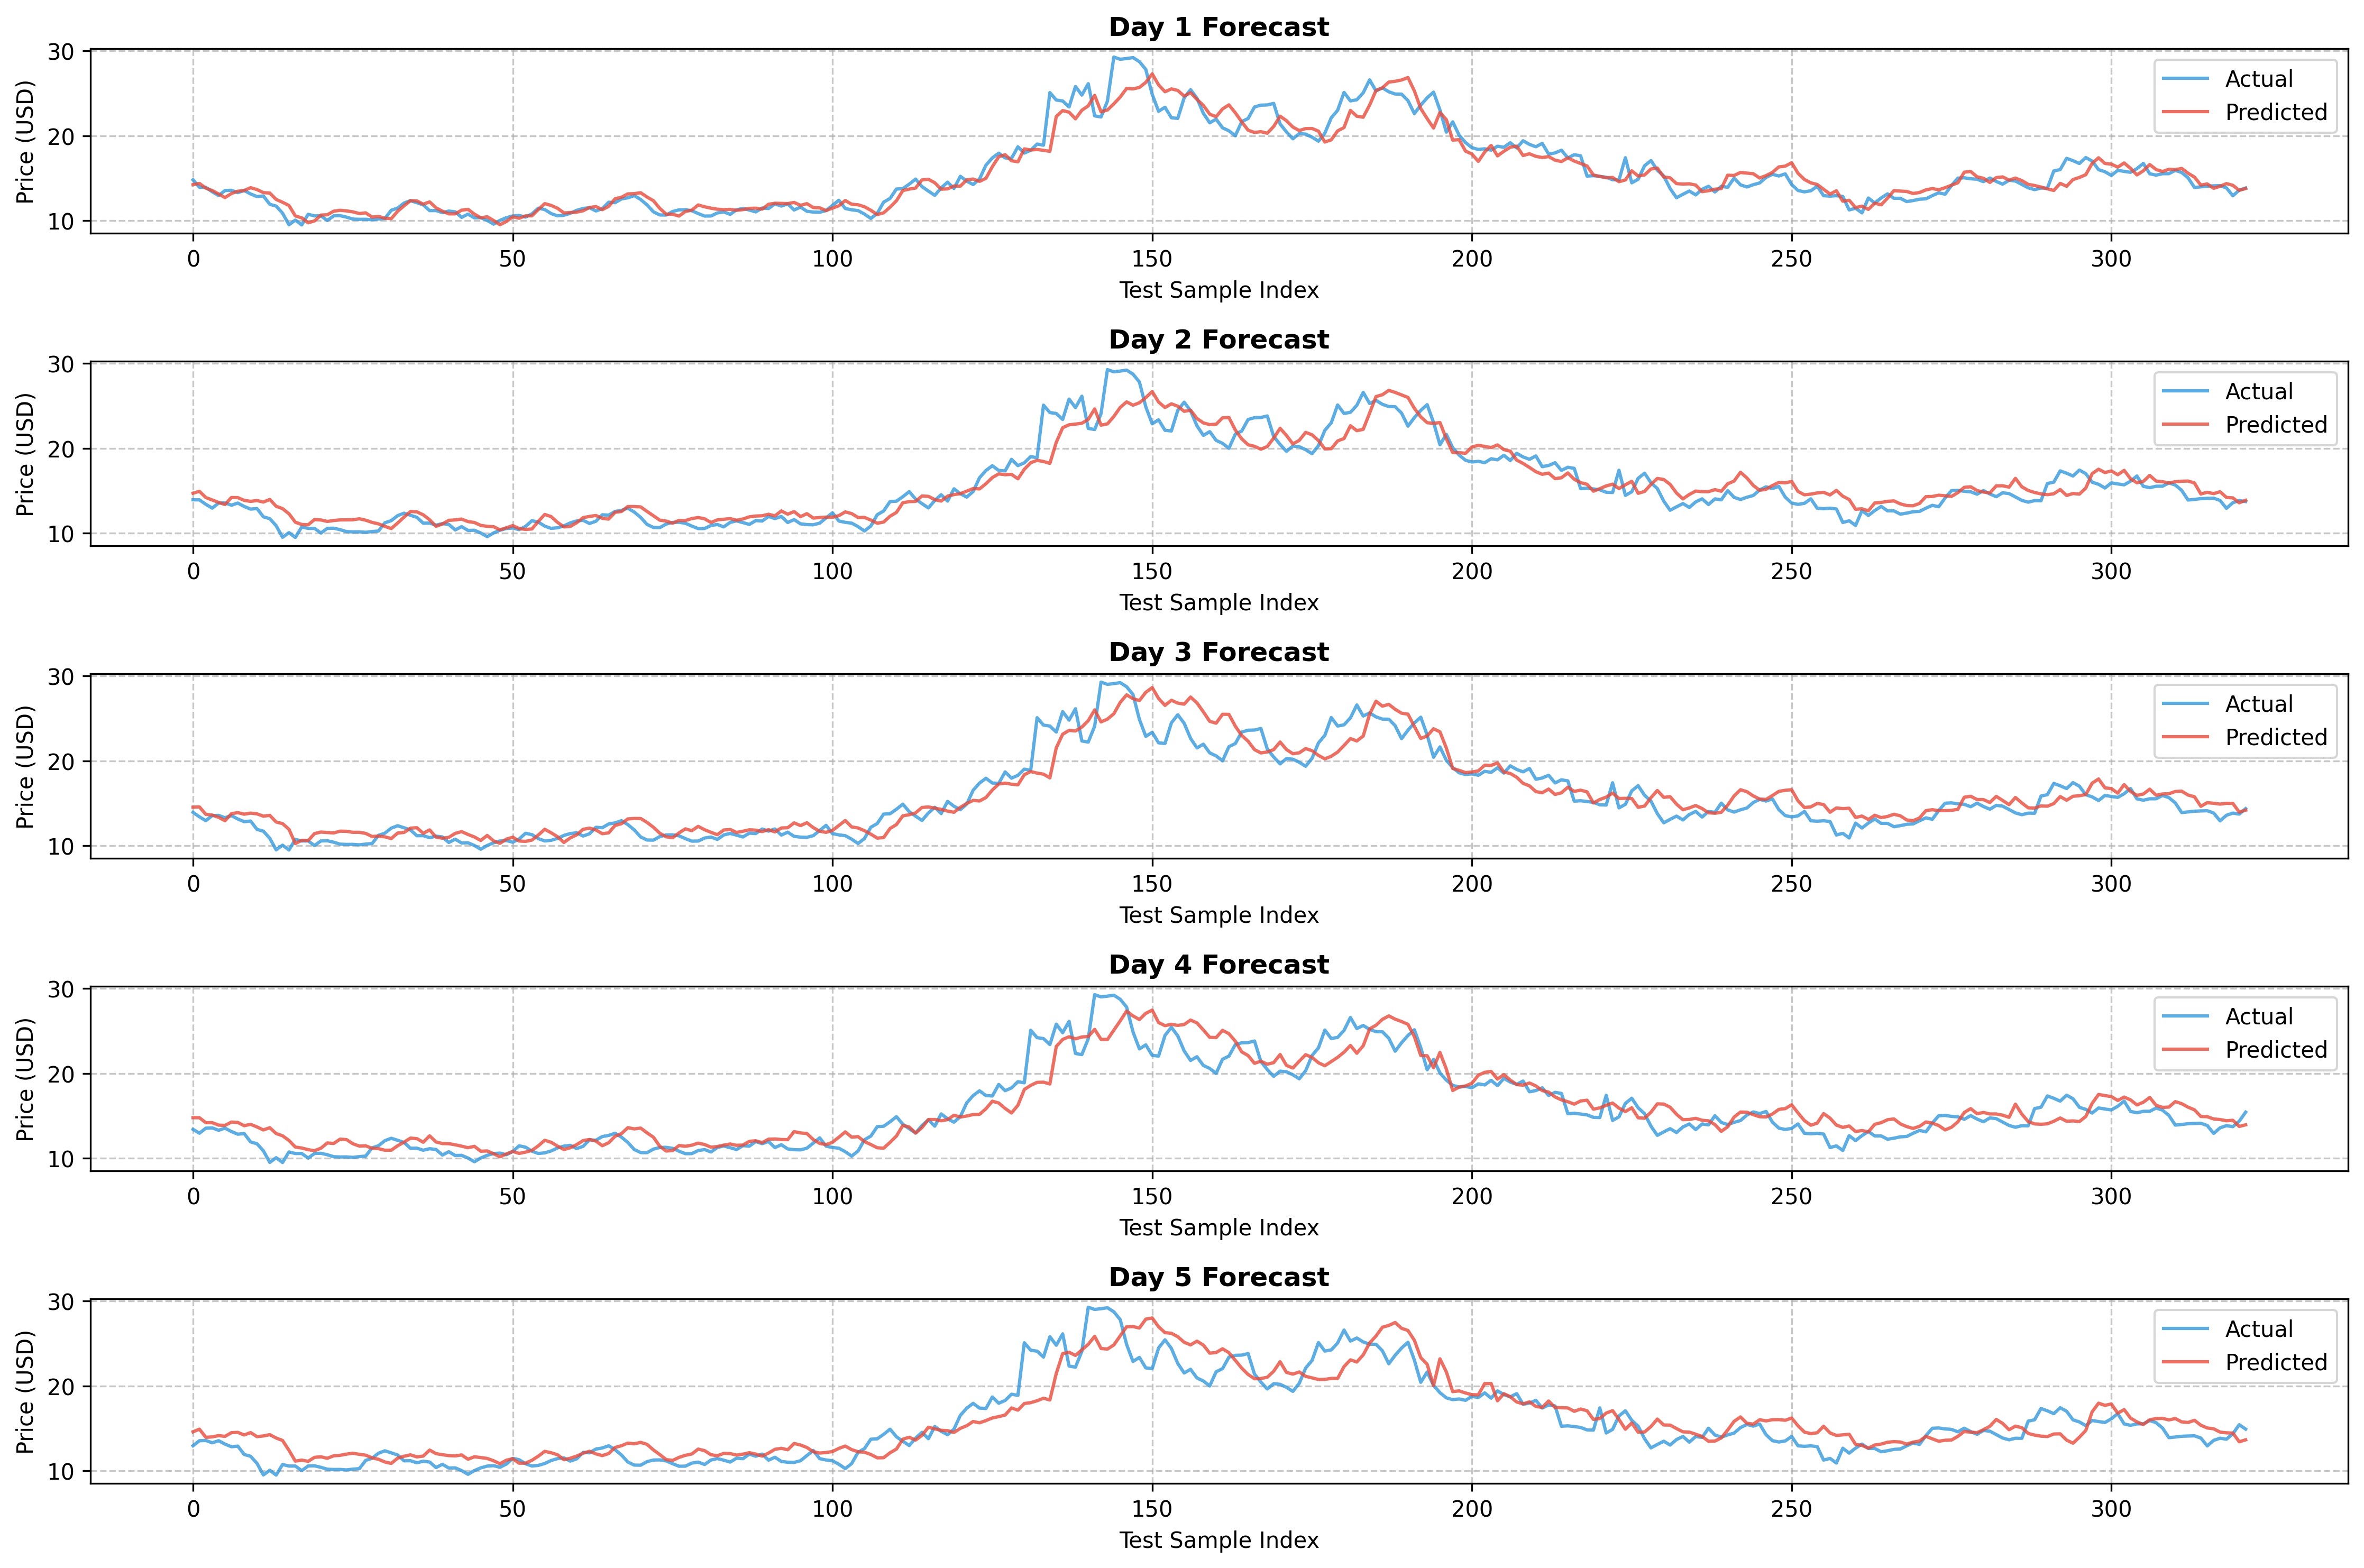 Day 1 Forecast
Price (USD)
30
20
10
Actual
Predicted
0 50 100 150 200 250 300
Test Sample Index
Day 2 Forecast
Price (USD)
30
20
10
Actual
Predicted
0 50 100 150 200 250 300
Test Sample Index
Day 3 Forecast
Price (USD)
30
20
10
Actual
Predicted
0 50 100 150 200 250 300
Test Sample Index
Day 4 Forecast
Price (USD)
30
20
10
Actual
Predicted
0 50 100 150 200 250 300
Test Sample Index
Day 5 Forecast
Price (USD)
30
20
10
Actual
Predicted
0 50 100 150 200 250 300
Test Sample Index